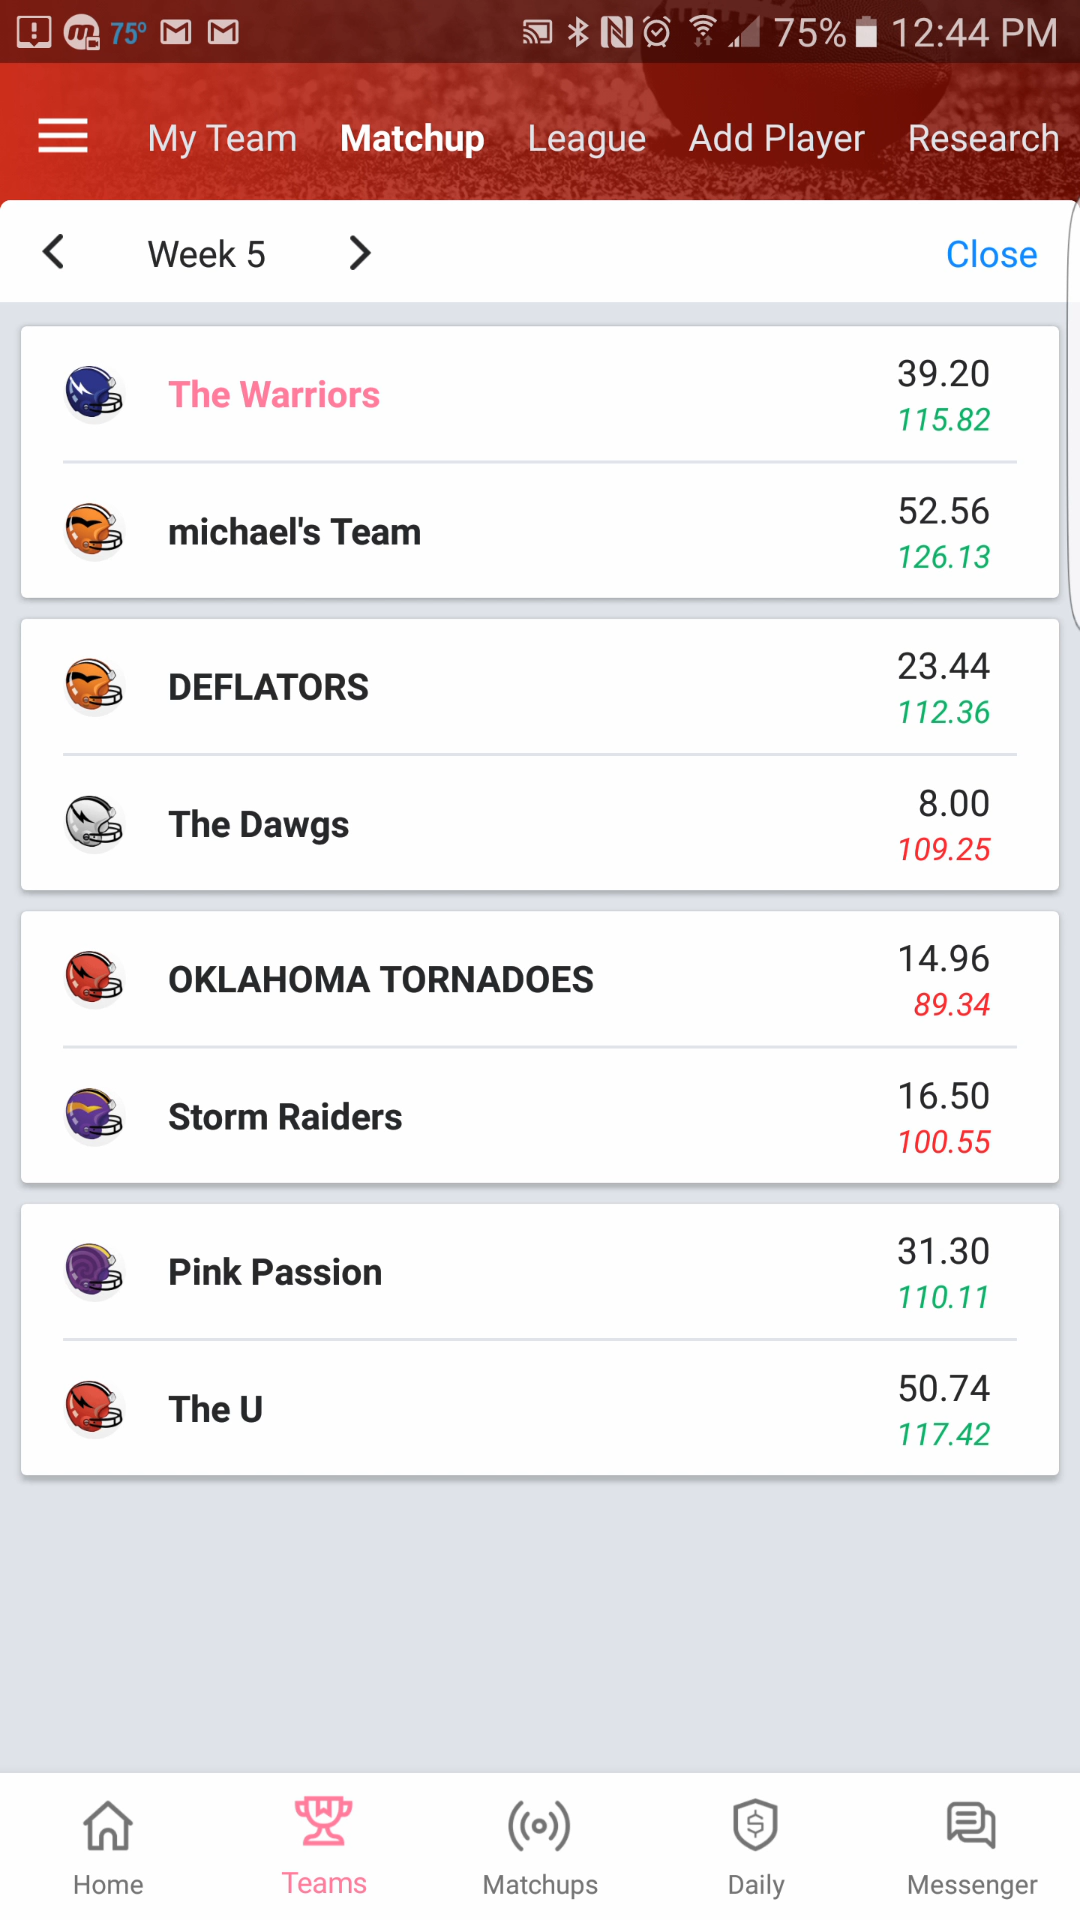 75° 75% 12:44 PM
My Team Matchup League Add Player Research
Week 5 Close
The Warriors 39.20
115.82
michael's Team 52.56
126.13
DEFLATORS 23.44
112.36
The Dawgs 8.00
109.25
OKLAHOMA TORNADOES 14.96
89.34
Storm Raiders 16.50
100.55
Pink Passion 31.30
110.11
The U 50.74
117.42
Home Teams Matchups Daily Messenger